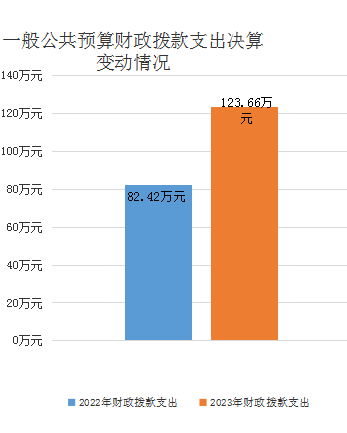 一般公共预算财政拨款支出决算
变动情况
140万元
120万元
100万元
80万元
60万元
40万元
20万元
0万元
82.42万元
123.66万
元
2022年财政拨款支出
2023年财政拨款支出